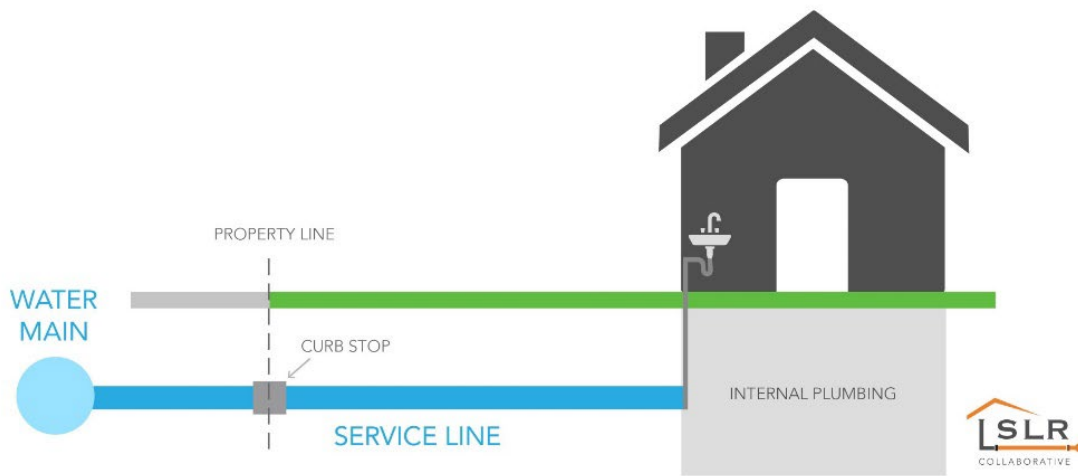 PROPERTY LINE
WATER
MAIN
CURB STOP
SERVICE LINE
INTERNAL PLUMBING
LSLR
COLLABORATIVE